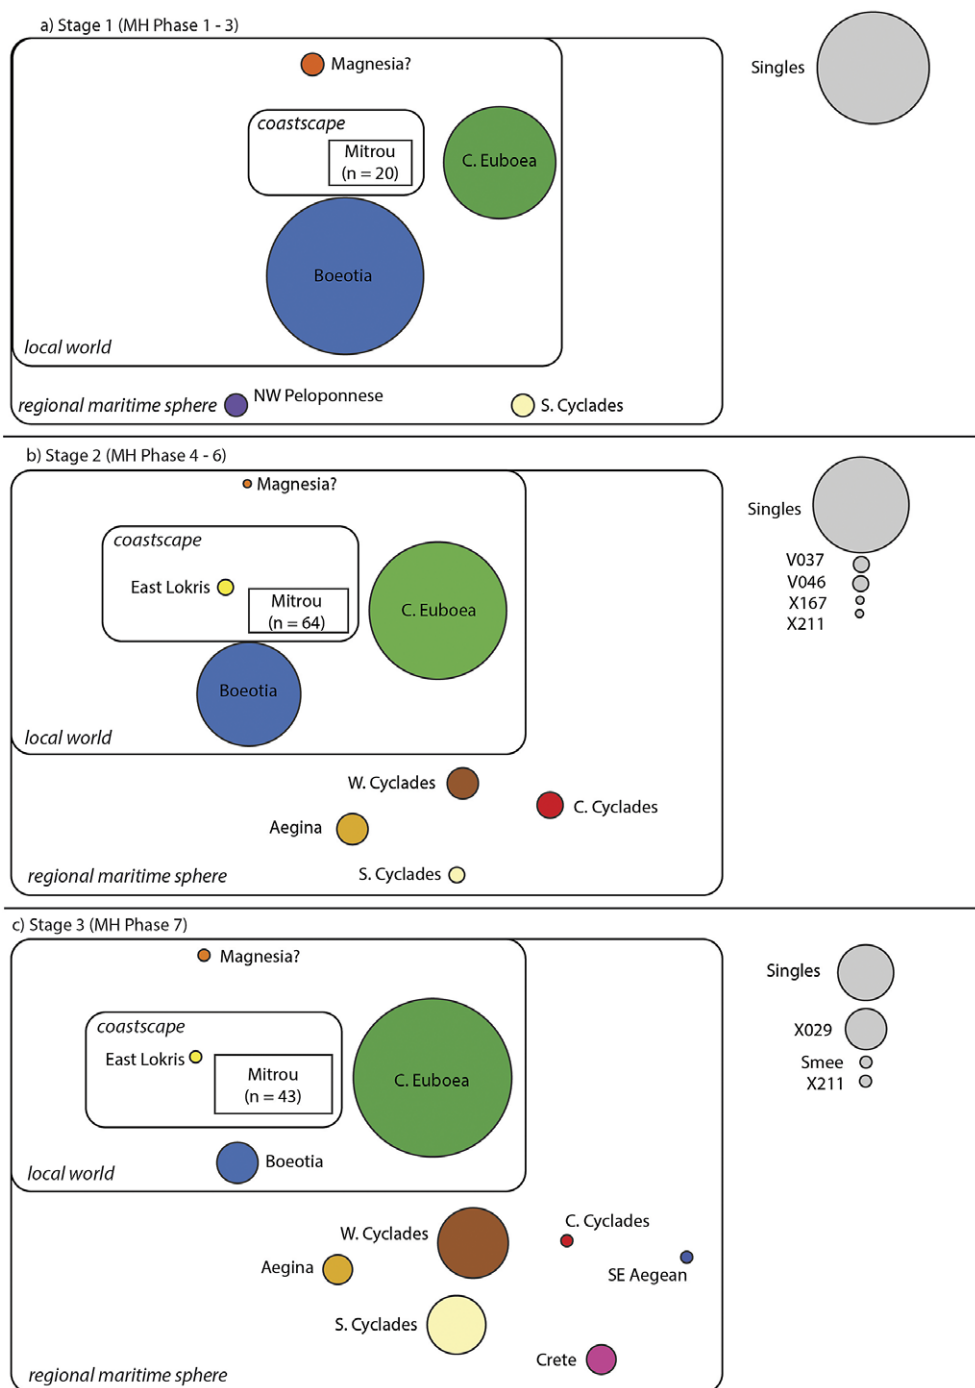 a) Stage 1 (MH Phase 1 - 3)
Magnesia?
Singles
coastscape
Mitrou
(n = 20)
C. Euboea
Boeotia
local world
regional maritime sphere
NW Peloponnese
S. Cyclades
b) Stage 2 (MH Phase 4 - 6)
Magnesia?
Singles
coastscape
V037
East Lokris
V046
Mitrou
(n = 64)
X167
C. Euboea
X211
Boeotia
local world
W. Cyclades
C. Cyclades
Aegina
regional maritime sphere
S. Cyclades
c) Stage 3 (MH Phase 7)
Magnesia?
Singles
coastscape
X029
East Lokris
Smee
Mitrou
(n = 43)
C. Euboea
X211
local world
Boeotia
C. Cyclades
W. Cyclades
Aegina
SE Aegean
S. Cyclades
Crete
regional maritime sphere